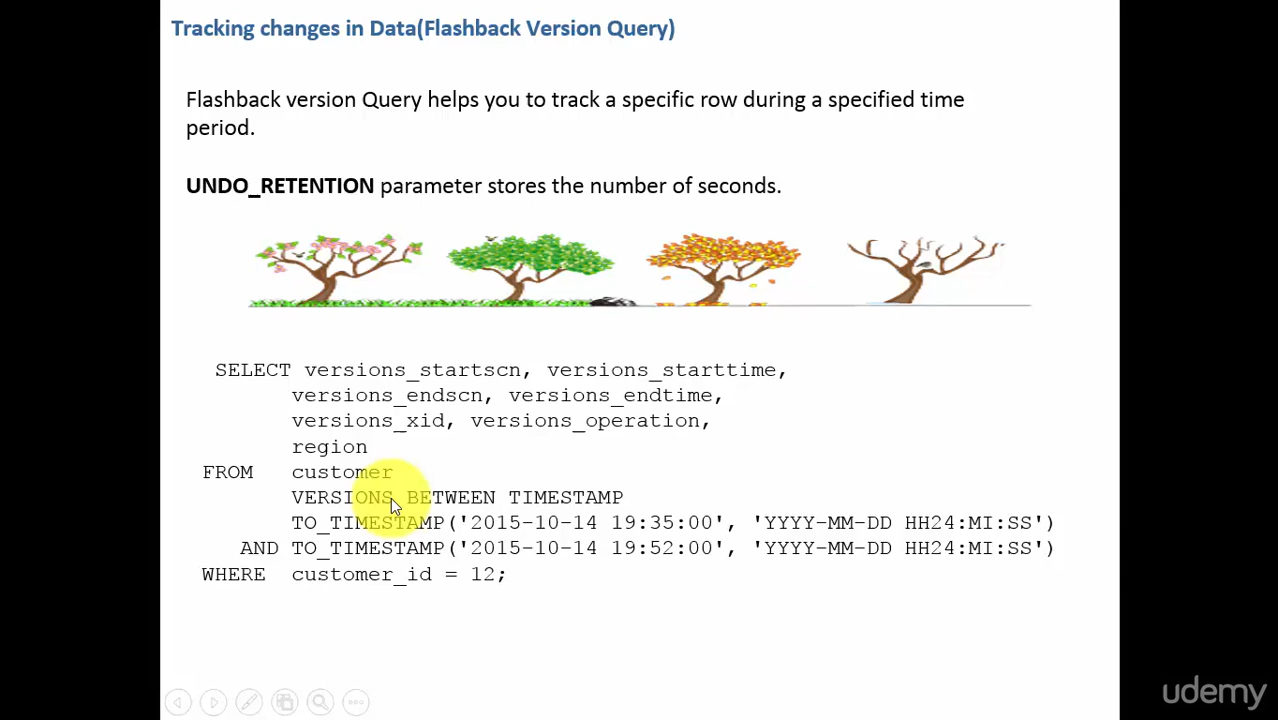 Tracking changes in Data(Flashback Version Query)
Flashback version Query helps you to track a specific row during a specified time
period.
UNDO_RETENTION parameter stores the number of seconds.
SELECT versions_startscn, versions_starttime,
versions_endscn, versions_endtime,
versions_xid, versions_operation,
region
FROM customer
VERSIONS BETWEEN TIMESTAMP
TO_TIMESTAMP('2015-10-14 19:35:00', 'YYYY-MM-DD HH24:MI:SS')
AND TO_TIMESTAMP('2015-10-14 19:52:00', 'YYYY-MM-DD HH24:MI:SS')
WHERE customer_id = 12;
udemy